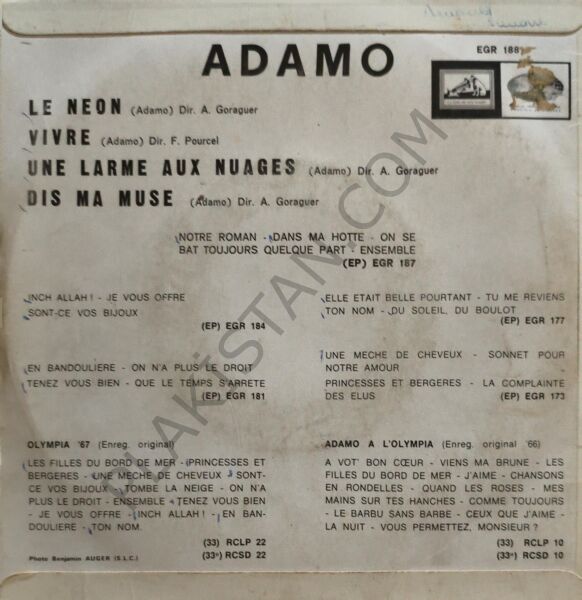 ADAMO
EGR 188
LE NEON (Adamo) Dir. A. Goraguer
VIVRE (Adamo) Dir. F. Pourcel
UNE LARME AUX NUAGES (Adamo) Dir. A. Goraguer
DIS MA MUSE (Adamo) Dir. A. Goraguer
NOTRE ROMAN - DANS MA HOTTE - ON SE
BAT TOUJOURS QUELQUE PART - ENSEMBLE
(EP) EGR 187
INCH ALLAH ! - JE VOUS OFFRE
SONT-CE VOS BIJOUX
(EP) EGR 184
ELLE ETAIT BELLE POURTANT - TU ME REVIENS
TON NOM - DU SOLEIL, DU BOULOT
(EP) EGR 177
EN BANDOULIERE - ON N'A PLUS LE DROIT
TENEZ VOUS BIEN - QUE LE TEMPS S'ARRETE
(EP) EGR 181
UNE MECHE DE CHEVEUX - SONNET POUR
NOTRE AMOUR
PRINCESSES ET BERGERES - LA COMPLAINTE
DES ELUS (EP) EGR 173
OLYMPIA '67 (Enreg. original)
LES FILLES DU BORD DE MER - PRINCESSES ET
BERGERES - UNE MECHE DE CHEVEUX - SONT-
CE VOS BIJOUX - TOMBE LA NEIGE - ON N'A
PLUS LE DROIT - ENSEMBLE - TENEZ VOUS BIEN
- JE VOUS OFFRE - INCH ALLAH ! - EN BAN-
DOULIERE - TON NOM.
(33) RCLP 22
(33ˢ) RCSD 22
Photo Benjamin AUGER (S.L.C.)
ADAMO A L'OLYMPIA (Enreg. original '66)
A VOT' BON CŒUR - VIENS MA BRUNE - LES
FILLES DU BORD DE MER - J'AIME - CHANSONS
EN RONDELLES - QUAND LES ROSES - MES
MAINS SUR TES HANCHES - COMME TOUJOURS
- LE BARBU SANS BARBE - CEUX QUE J'AIME -
LA NUIT - VOUS PERMETTEZ, MONSIEUR ?
(33) RCLP 10
(33ˢ) RCSD 10
PLAKISTAN.COM